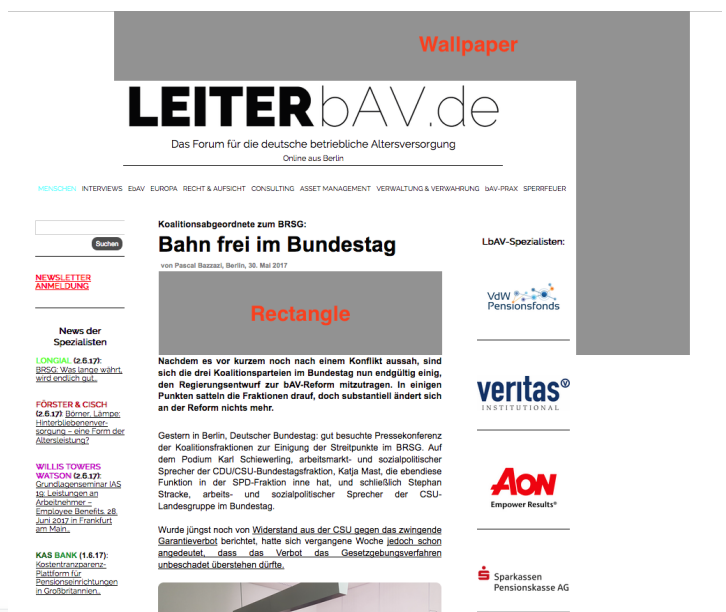 Wallpaper
LEITERbAV.de
Das Forum für die deutsche betriebliche Altersversorgung
Online aus Berlin
MENSCHEN INTERVIEWS EbAV EUROPA RECHT & AUFSICHT CONSULTING ASSET MANAGEMENT VERWALTUNG & VERWAHRUNG bAV-PRAX SPERRFEUER
Suchen
NEWSLETTER
ANMELDUNG
News der
Spezialisten
LONGIAL (2.6.17):
BRSG: Was lange währt,
wird endlich gut...
FÖRSTER & CISCH
(2.6.17): Börner, Lampe:
Hinterbliebenenver-
sorgung – eine Form der
Altersleistung?
WILLIS TOWERS
WATSON (2.6.17):
Grundlagenseminar IAS
19: Leistungen an
Arbeitnehmer –
Employee Benefits, 28.
Juni 2017 in Frankfurt
am Main...
KAS BANK (1.6.17):
Kostentranzparenz-
Plattform für
Pensionseinrichtungen
in Großbritannien...
Koalitionsabgeordnete zum BRSG:
Bahn frei im Bundestag
von Pascal Bazzazi, Berlin, 30. Mai 2017
Rectangle
Nachdem es vor kurzem noch nach einem Konflikt aussah, sind
sich die drei Koalitionsparteien im Bundestag nun endgültig einig,
den Regierungsentwurf zur bAV-Reform mitzutragen. In einigen
Punkten satteln die Fraktionen drauf, doch substantiell ändert sich
an der Reform nichts mehr.
Gestern in Berlin, Deutscher Bundestag: gut besuchte Pressekonferenz
der Koalitionsfraktionen zur Einigung der Streitpunkte im BRSG. Auf
dem Podium Karl Schiewerling, arbeitsmarkt- und sozialpolitischer
Sprecher der CDU/CSU-Bundestagsfraktion, Katja Mast, die ebendiese
Funktion in der SPD-Fraktion inne hat, und schließlich Stephan
Stracke, arbeits- und sozialpolitischer Sprecher der CSU-
Landesgruppe im Bundestag.
Wurde jüngst noch von Widerstand aus der CSU gegen das zwingende
Garantieverbot berichtet, hatte sich vergangene Woche jedoch schon
angedeutet, dass das Verbot das Gesetzgebungsverfahren
unbeschadet überstehen dürfte.
LbAV-Spezialisten:
VdW
Pensionsfonds
veritas®
INSTITUTIONAL
AON
Empower Results®
Sparkassen
Pensionskasse AG